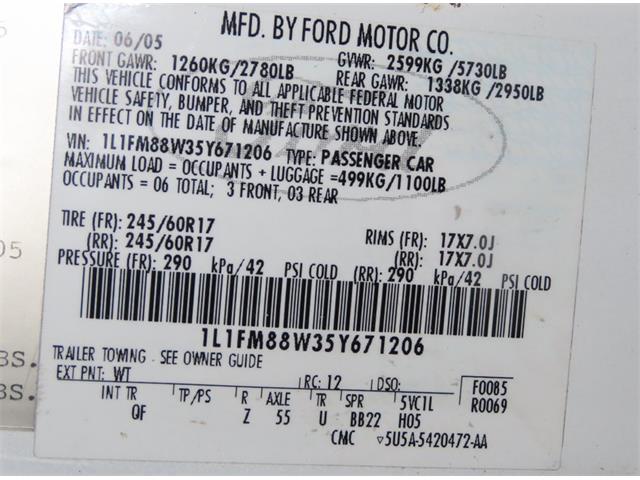 MFD. BY FORD MOTOR CO.
DATE: 06/05 GVWR: 2599KG/5730LB
FRONT GAWR: 1260KG/2780LB REAR GAWR: 1338KG/2950LB
THIS VEHICLE CONFORMS TO ALL APPLICABLE FEDERAL MOTOR
VEHICLE SAFETY, BUMPER, AND THEFT PREVENTION STANDARDS
IN EFFECT ON THE DATE OF MANUFACTURE SHOWN ABOVE.
VIN: 1L1FM88W35Y671206 TYPE: PASSENGER CAR
MAXIMUM LOAD = OCCUPANTS + LUGGAGE =499KG/1100LB
OCCUPANTS = 06 TOTAL; 3 FRONT, 03 REAR
TIRE (FR): 245/60R17 RIMS (FR): 17X7.0J
(RR): 245/60R17 (RR): 17X7.0J
PRESSURE (FR): 290 kPa/42 PSI COLD (RR): 290 kPa/42 PSI COLD
1L1FM88W35Y671206
TRAILER TOWING - SEE OWNER GUIDE
EXT PNT: WT RC: 12 DSO: F0085
INT TR TP/PS R AXLE TR SPR 5VC1L R0069
QF Z 55 U BB22 H05
CMC ▽5U5A-5420472-AA
05
BS.
BS.